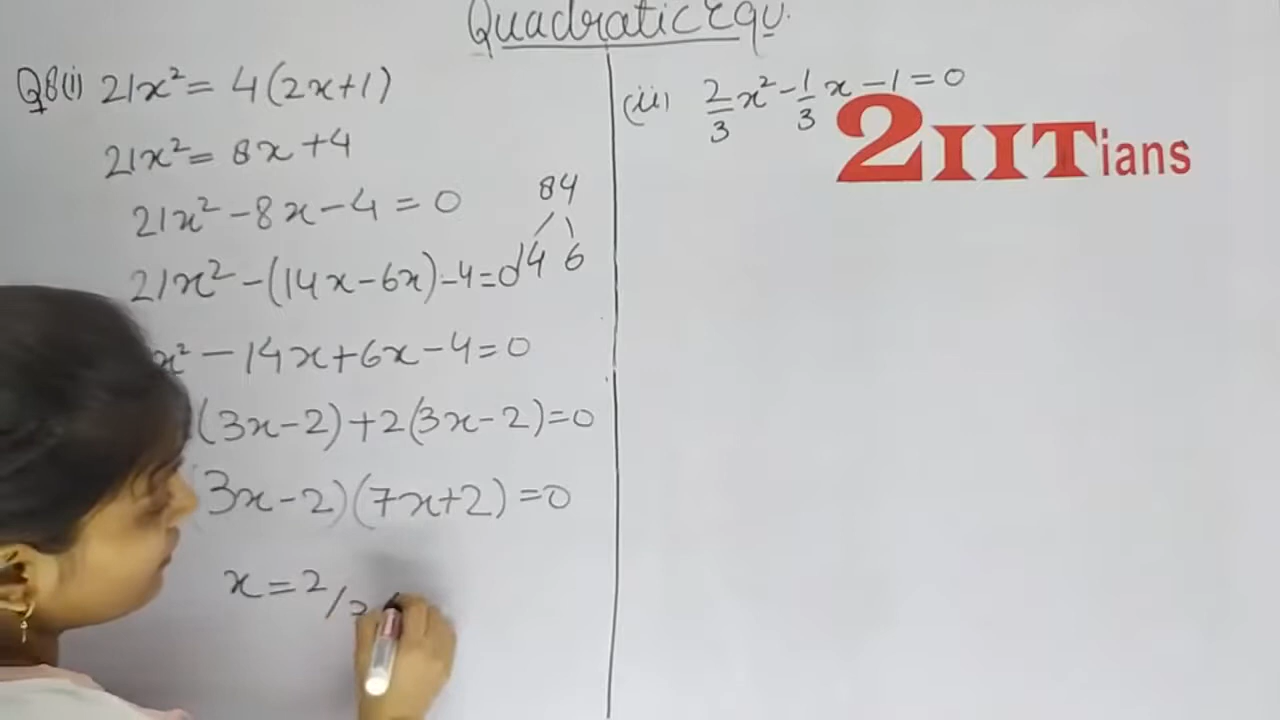 Quadratic Equ.
Q8(i) 21x² = 4(2x+1)
21x² = 8x + 4
21x² - 8x - 4 = 0
84
14 6
21x² - (14x - 6x) - 4 = 0
x² - 14x + 6x - 4 = 0
(3x - 2) + 2(3x - 2) = 0
(3x - 2)(7x + 2) = 0
x = 2/
(ii) 2/3 x² - 1/3 x - 1 = 0
2IITians